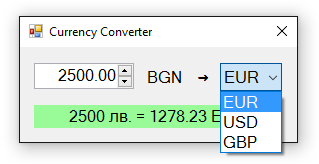 Currency Converter
2500.00 BGN ➔ EUR
EUR
2500 лв. = 1278.23 E
USD
GBP